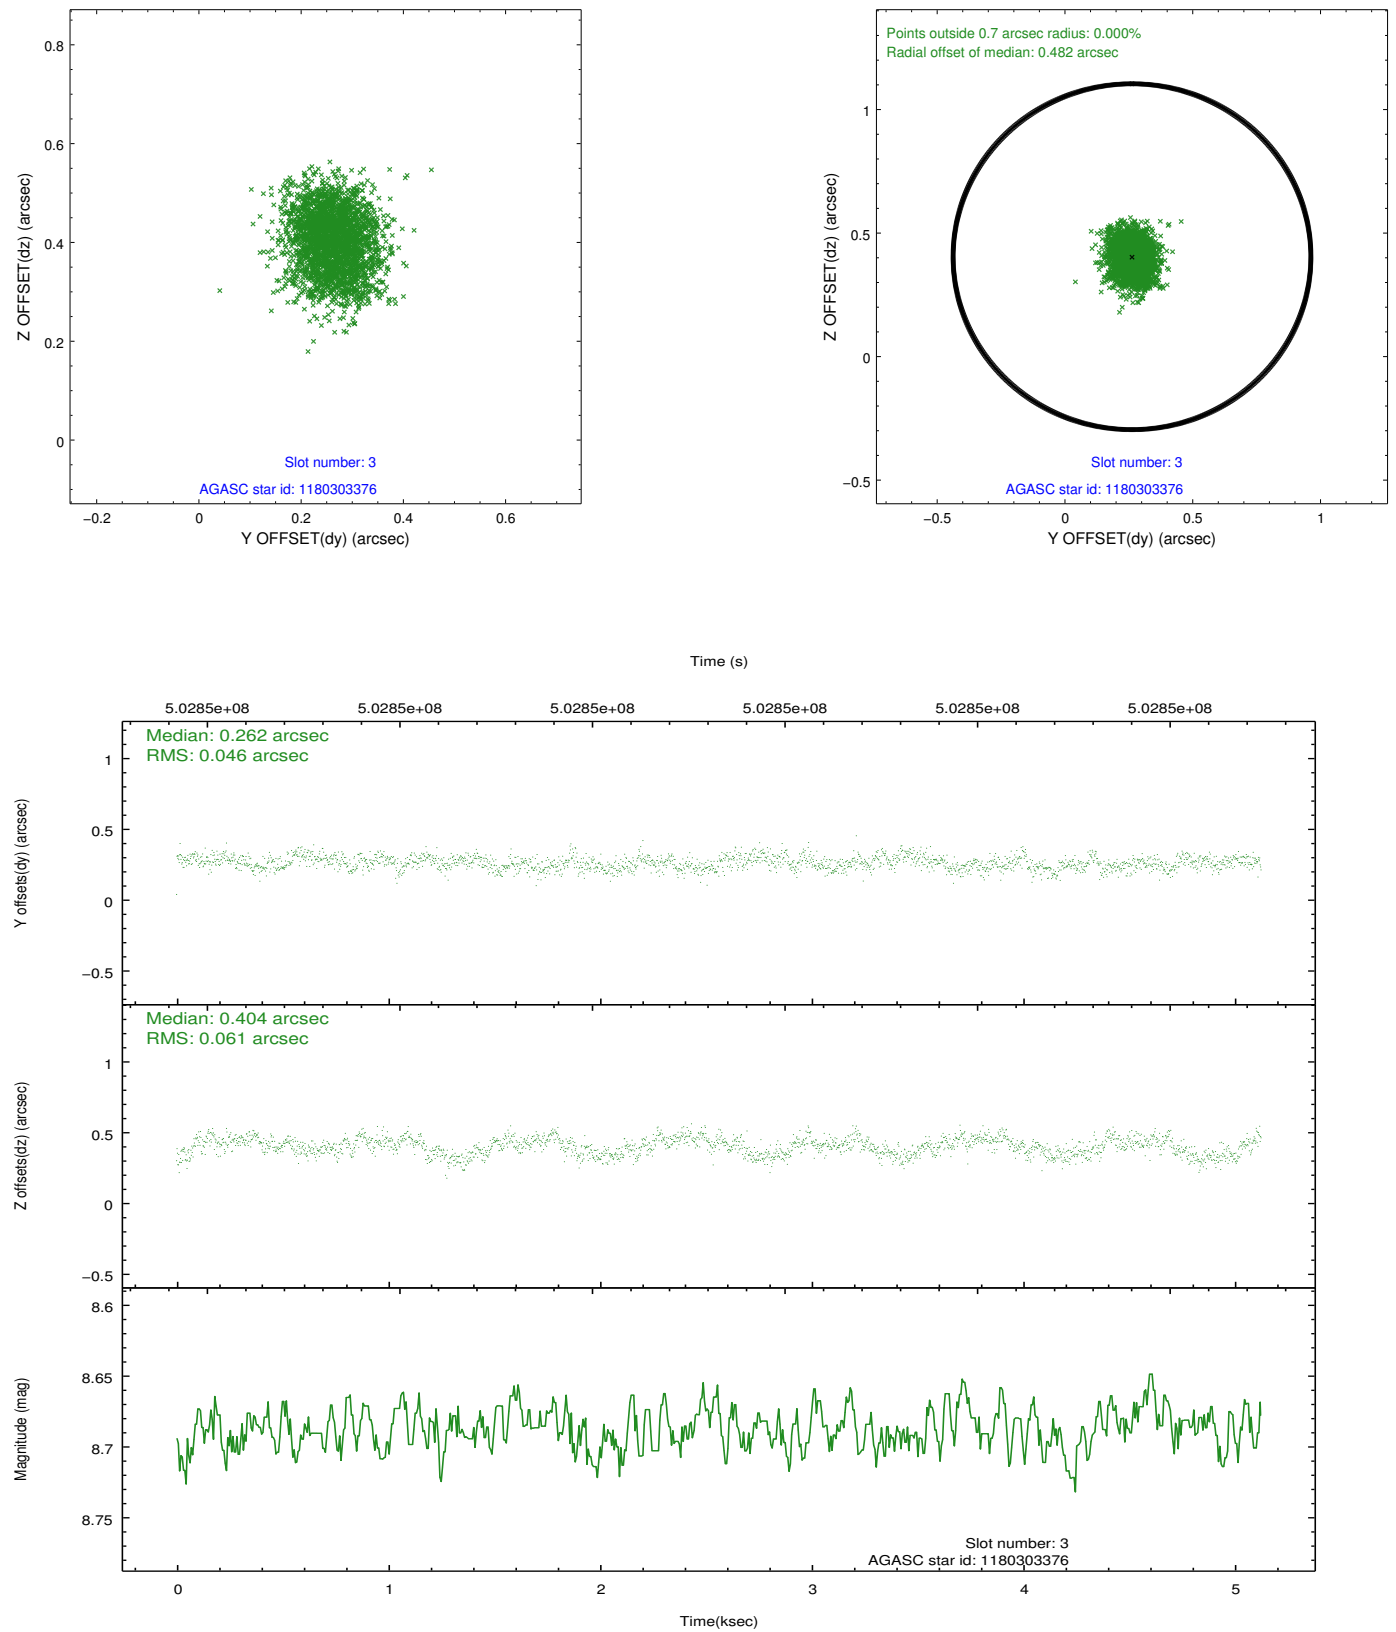 0.8
0.6
0.4
0.2
0
Z OFFSET(dz) (arcsec)
Slot number: 3
AGASC star id: 1180303376
−0.2 0 0.2 0.4 0.6
Y OFFSET(dy) (arcsec)
Points outside 0.7 arcsec radius: 0.000%
Radial offset of median: 0.482 arcsec
1
0.5
0
−0.5
Z OFFSET(dz) (arcsec)
Slot number: 3
AGASC star id: 1180303376
−0.5 0 0.5 1
Y OFFSET(dy) (arcsec)
Time (s)
5.0285e+08 5.0285e+08 5.0285e+08 5.0285e+08 5.0285e+08 5.0285e+08
Median: 0.262 arcsec
RMS: 0.046 arcsec
1
0.5
0
−0.5
Y offsets(dy) (arcsec)
Median: 0.404 arcsec
RMS: 0.061 arcsec
1
0.5
0
−0.5
Z offsets(dz) (arcsec)
8.6
8.65
8.7
8.75
Magnitude (mag)
Slot number: 3
AGASC star id: 1180303376
0 1 2 3 4 5
Time(ksec)